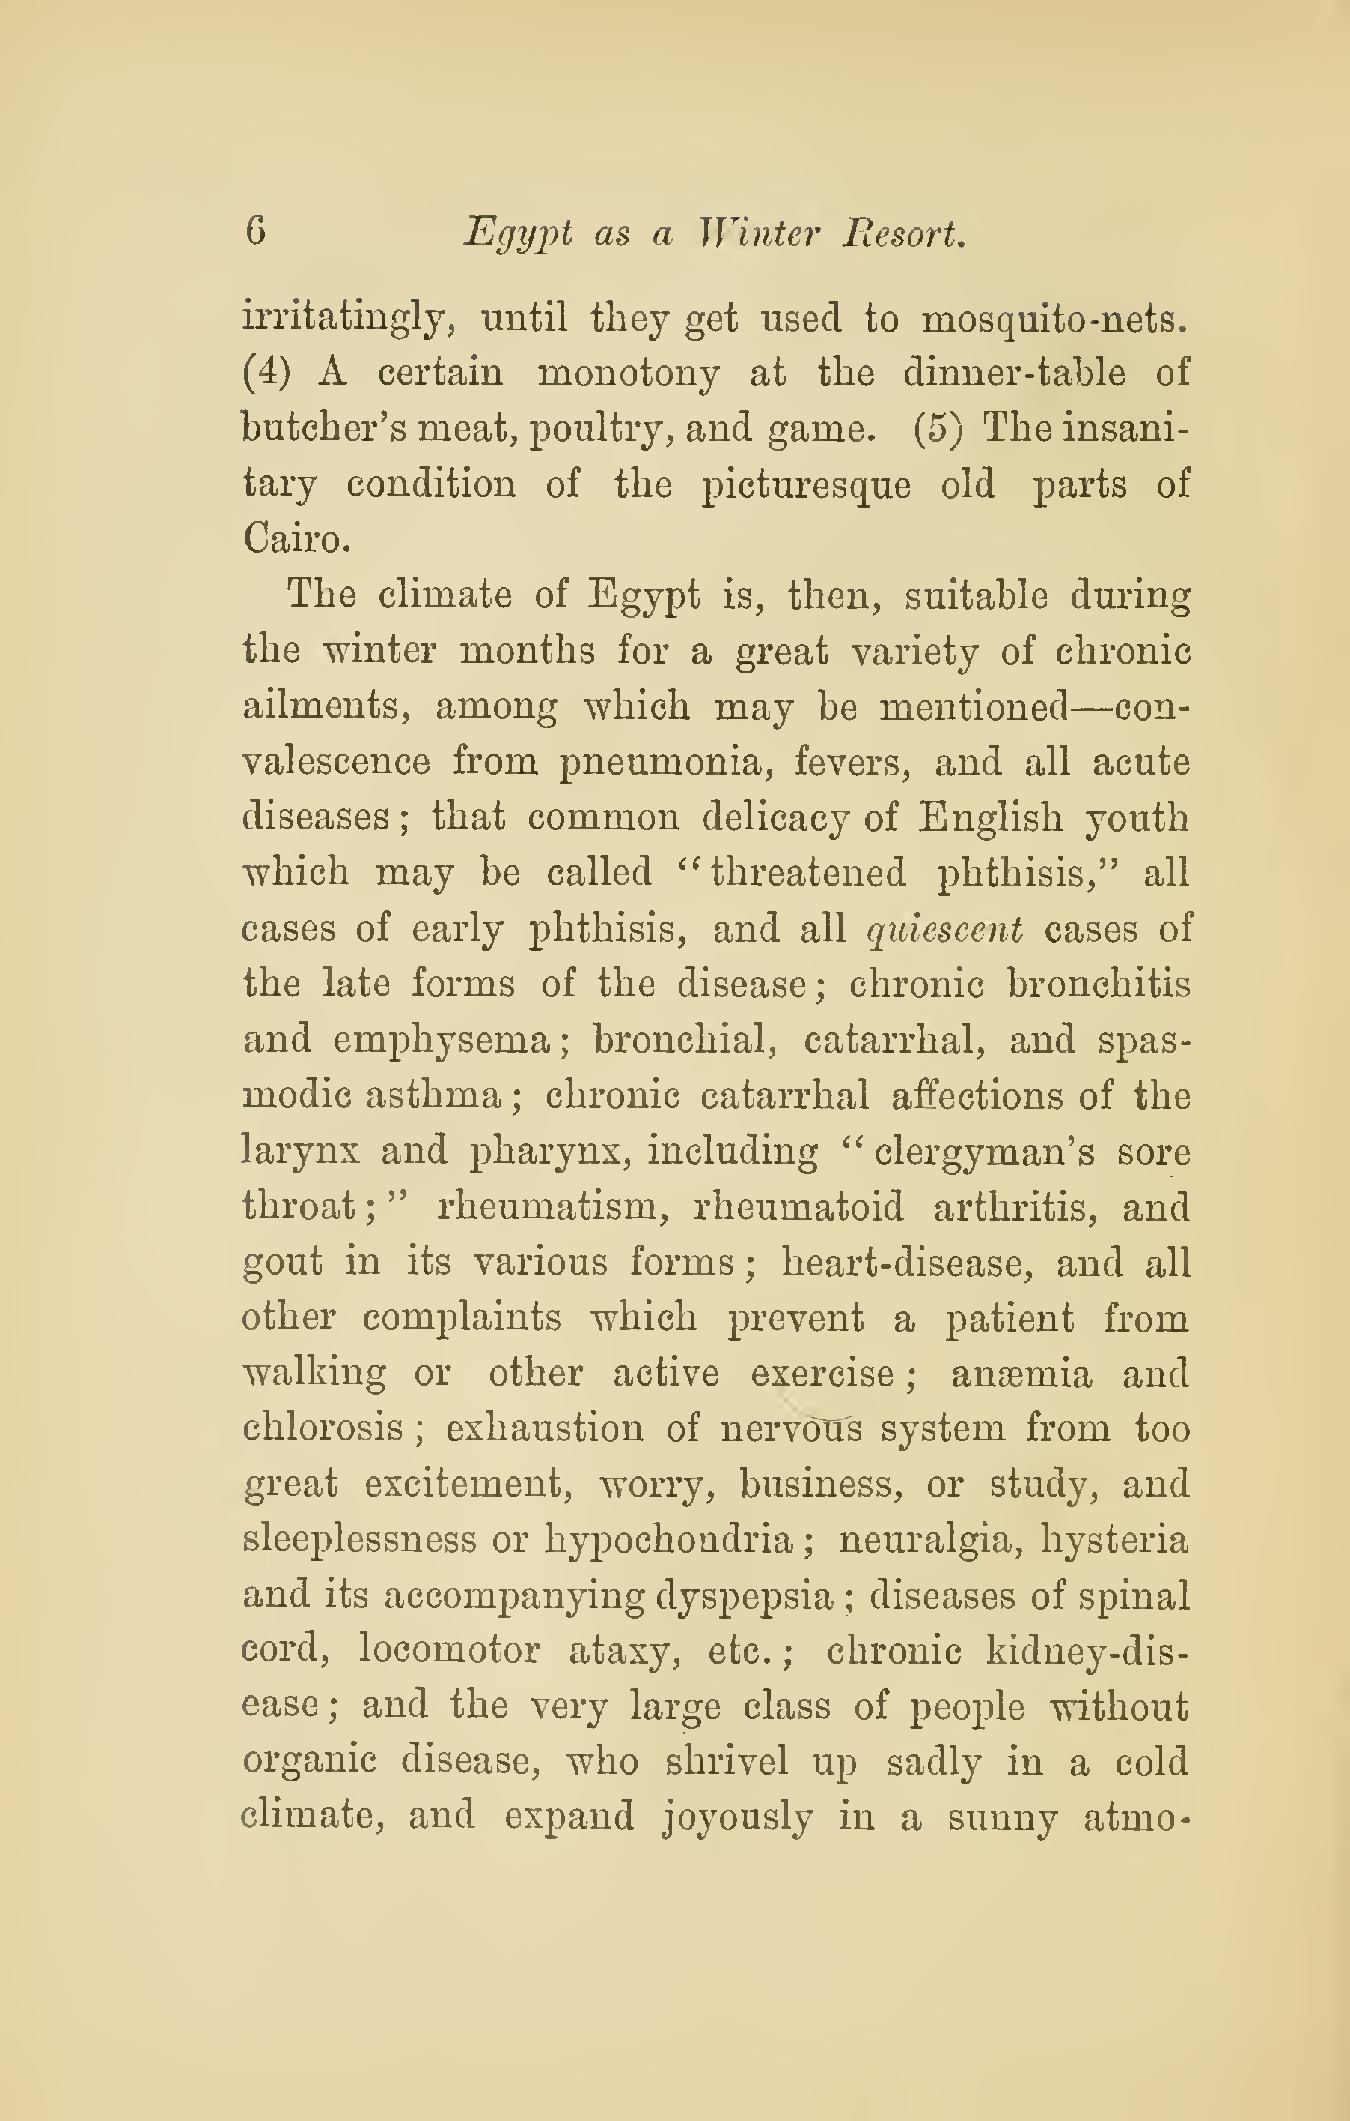 6 Egypt as a Winter Resort.
irritatingly, until they get used to mosquito-nets.
(4) A certain monotony at the dinner-table of
butcher's meat, poultry, and game. (5) The insani-
tary condition of the picturesque old parts of
Cairo.
The climate of Egypt is, then, suitable during
the winter months for a great variety of chronic
ailments, among which may be mentioned—con-
valescence from pneumonia, fevers, and all acute
diseases; that common delicacy of English youth
which may be called "threatened phthisis," all
cases of early phthisis, and all quiescent cases of
the late forms of the disease; chronic bronchitis
and emphysema; bronchial, catarrhal, and spas-
modic asthma; chronic catarrhal affections of the
larynx and pharynx, including "clergyman's sore
throat;" rheumatism, rheumatoid arthritis, and
gout in its various forms; heart-disease, and all
other complaints which prevent a patient from
walking or other active exercise; anæmia and
chlorosis; exhaustion of nervous system from too
great excitement, worry, business, or study, and
sleeplessness or hypochondria; neuralgia, hysteria
and its accompanying dyspepsia; diseases of spinal
cord, locomotor ataxy, etc.; chronic kidney-dis-
ease; and the very large class of people without
organic disease, who shrivel up sadly in a cold
climate, and expand joyously in a sunny atmo-